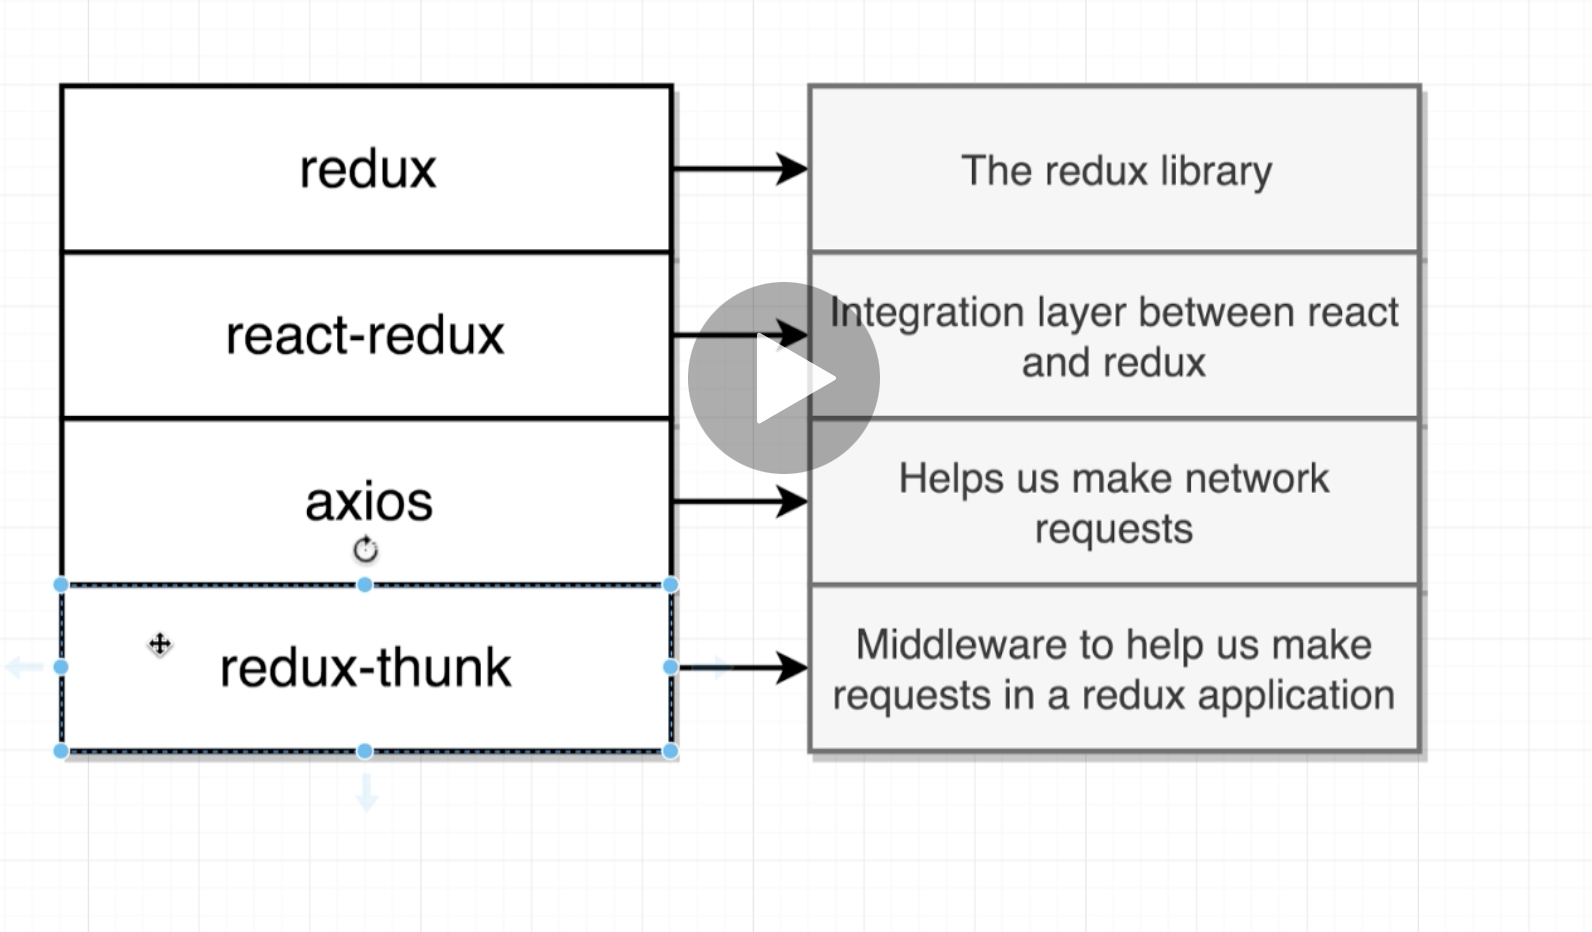 redux
The redux library
react-redux
Integration layer between react
and redux
axios
Helps us make network
requests
redux-thunk
Middleware to help us make
requests in a redux application